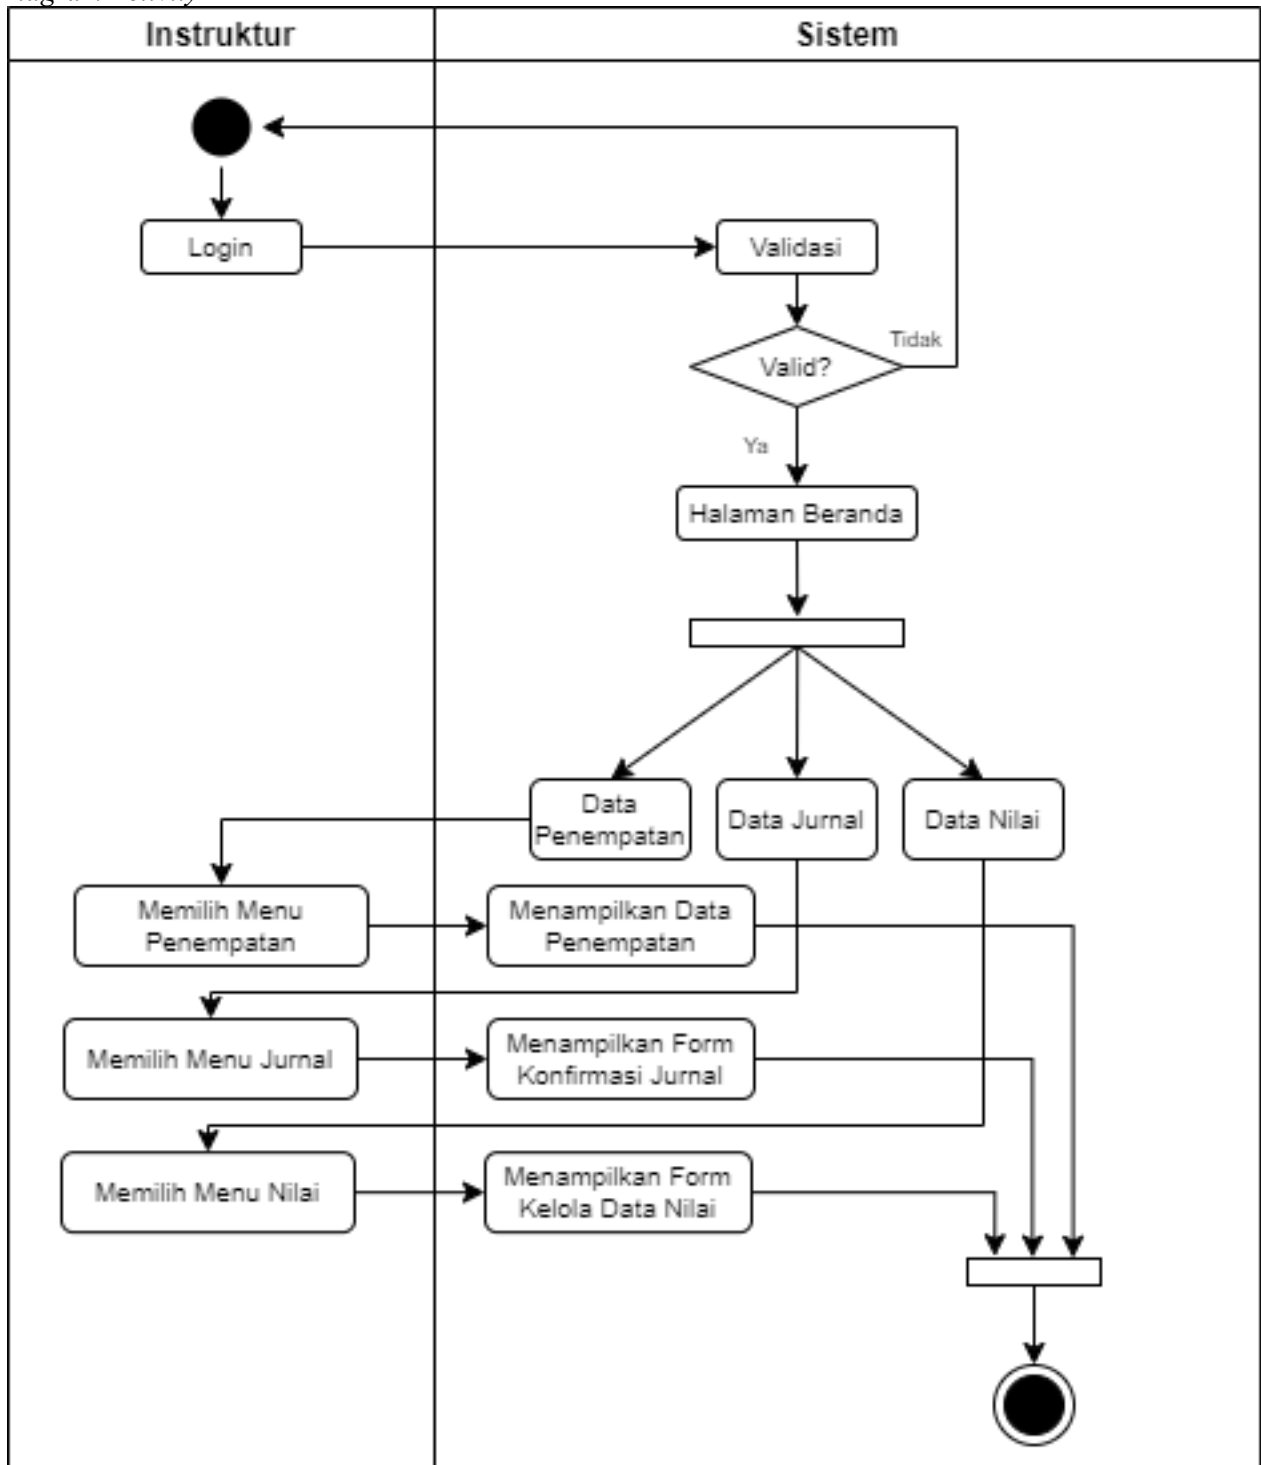 Instruktur
Sistem
Login
Validasi
Tidak
Valid?
Ya
Halaman Beranda
Data
Penempatan
Data Jurnal
Data Nilai
Memilih Menu
Penempatan
Menampilkan Data
Penempatan
Memilih Menu Jurnal
Menampilkan Form
Konfirmasi Jurnal
Memilih Menu Nilai
Menampilkan Form
Kelola Data Nilai